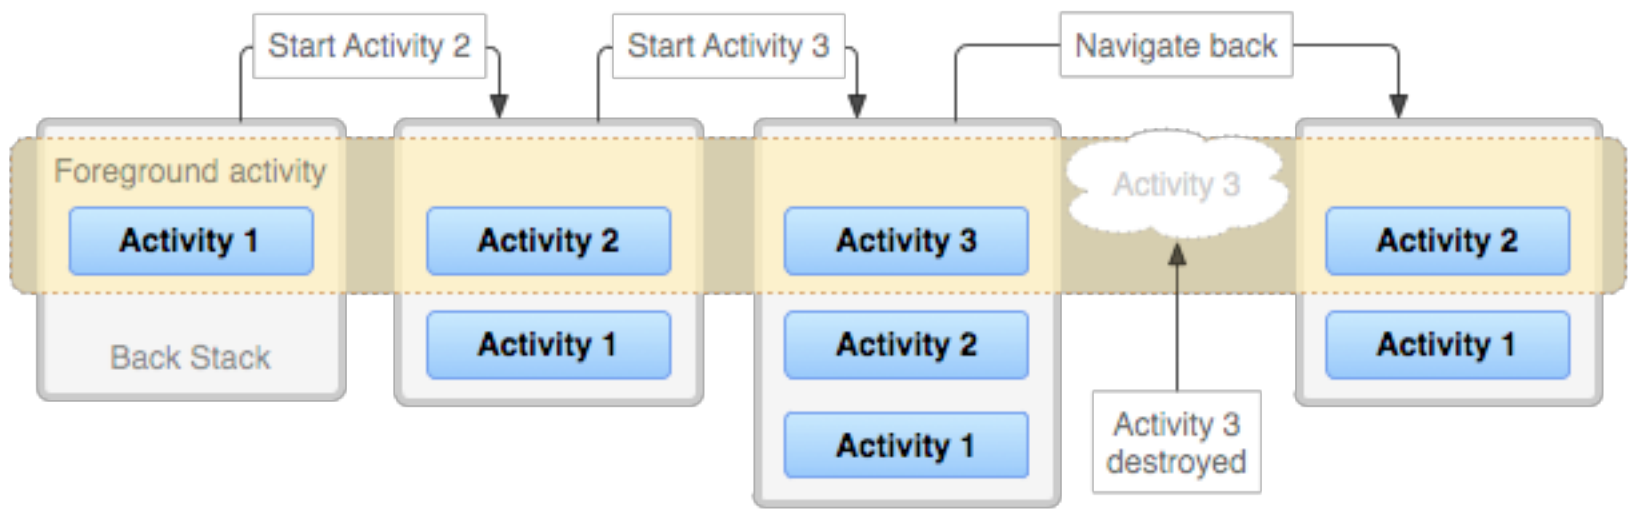 Start Activity 2
Start Activity 3
Navigate back
Foreground activity
Activity 3
Activity 1
Activity 2
Activity 3
Activity 2
Activity 1
Activity 2
Activity 1
Back Stack
Activity 1
Activity 3
destroyed